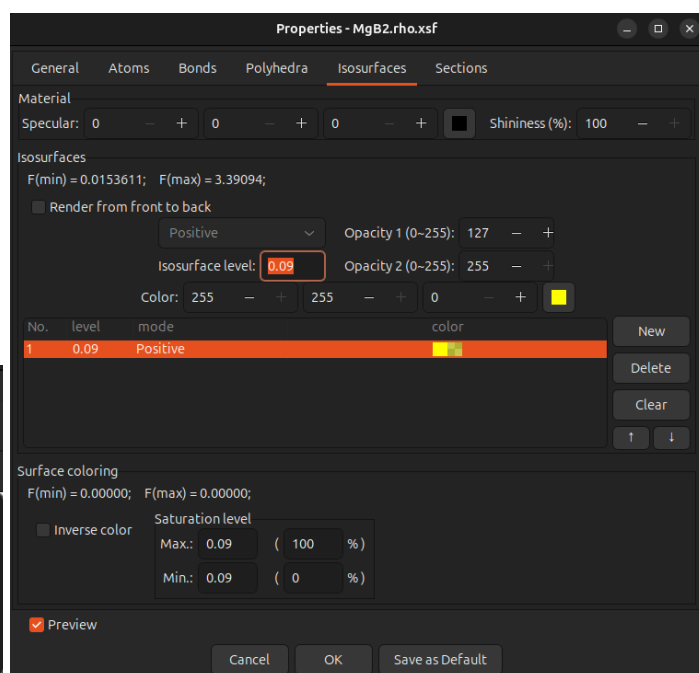 Properties - MgB2.rho.xsf
General Atoms Bonds Polyhedra Isosurfaces Sections
Material
Specular: 0 − + 0 − + 0 − + Shininess (%): 100 − +
Isosurfaces
F(min) = 0.0153611; F(max) = 3.39094;
Render from front to back
Positive Opacity 1 (0~255): 127 − +
Isosurface level: 0.09 Opacity 2 (0~255): 255 − +
Color: 255 − + 255 − + 0 − +
No. level mode color
New
1 0.09 Positive
Delete
Clear
↑ ↓
Surface coloring
F(min) = 0.00000; F(max) = 0.00000;
Saturation level
Inverse color
Max.: 0.09 ( 100 %)
Min.: 0.09 ( 0 %)
Preview
Cancel OK Save as Default